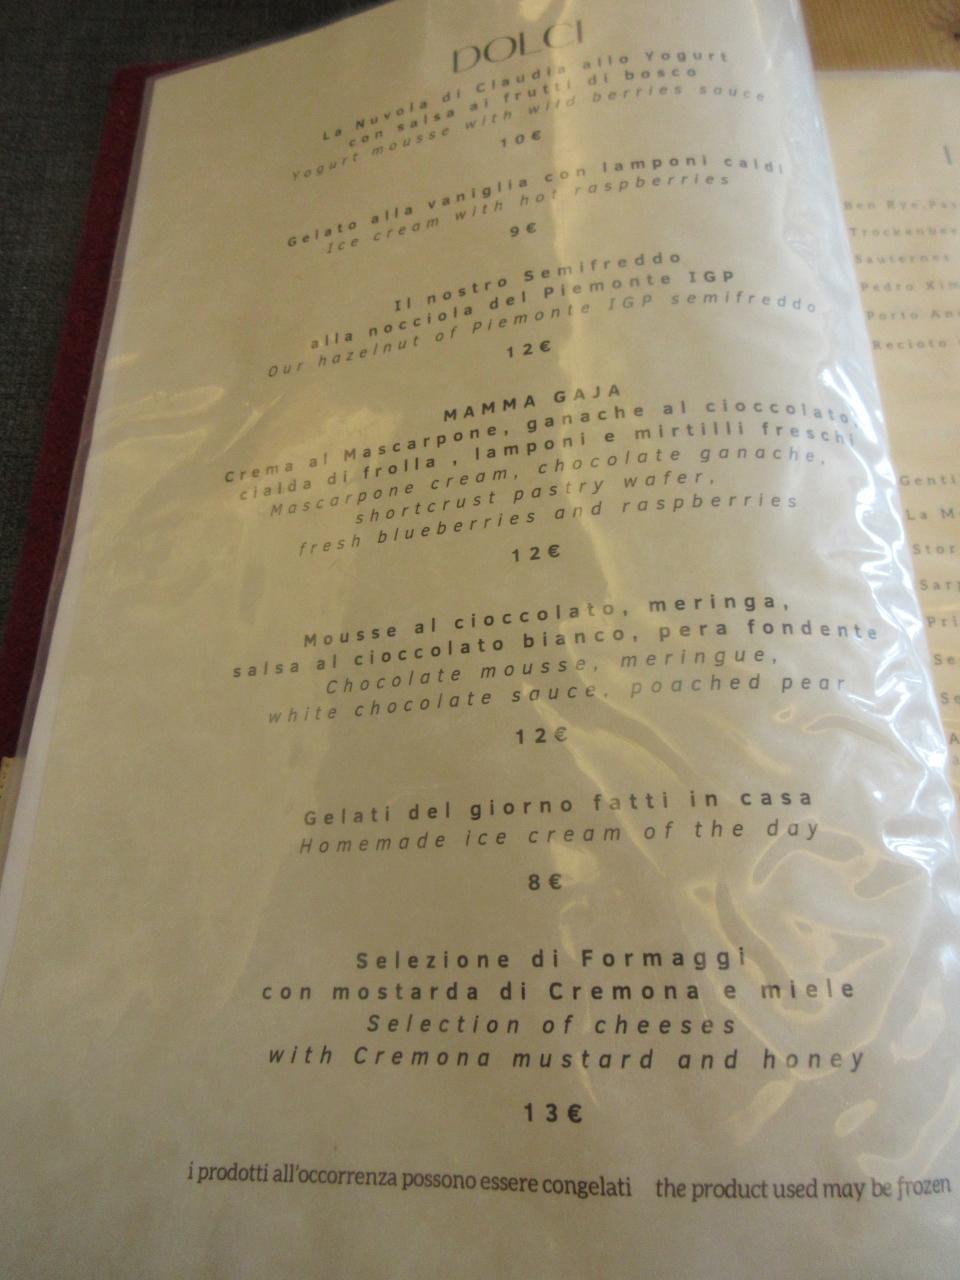 DOLCI
La Nuvola di Claudia allo Yogurt
con salsa ai frutti di bosco
Yogurt mousse with wild berries sauce
10€
Gelato alla vaniglia con lamponi caldi
Ice cream with hot raspberries
9€
Il nostro Semifreddo
alla nocciola del Piemonte IGP
Our hazelnut of Piemonte IGP semifreddo
12€
MAMMA GAJA
Crema al Mascarpone, ganache al cioccolato,
cialda di frolla , lamponi e mirtilli freschi
Mascarpone cream, chocolate ganache,
shortcrust pastry wafer,
fresh blueberries and raspberries
12€
Mousse al cioccolato, meringa,
salsa al cioccolato bianco, pera fondente
Chocolate mousse, meringue,
white chocolate sauce, poached pear
12€
Gelati del giorno fatti in casa
Homemade ice cream of the day
8€
Selezione di Formaggi
con mostarda di Cremona e miele
Selection of cheeses
with Cremona mustard and honey
13€
i prodotti all'occorrenza possono essere congelati the product used may be frozen
Ben Rye,
Sauternes
Pedro
Porto
Recioto
La